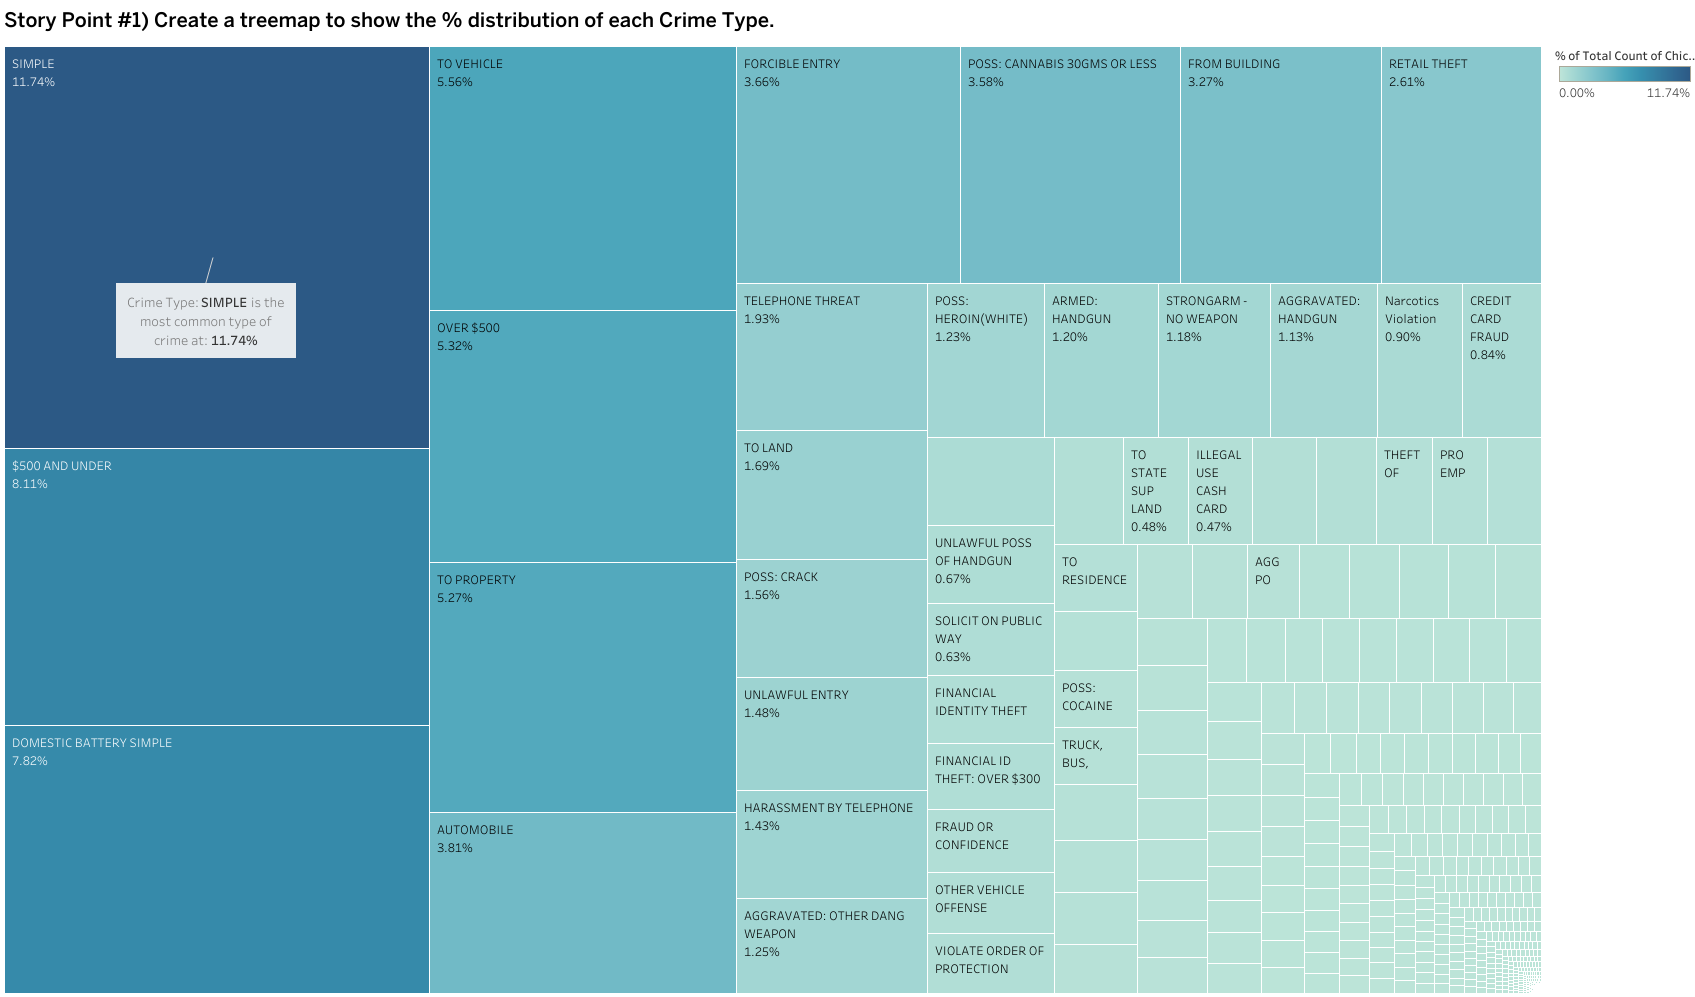 Story Point #1) Create a treemap to show the % distribution of each Crime Type.
SIMPLE
11.74%
Crime Type: SIMPLE is the
most common type of
crime at: 11.74%
$500 AND UNDER
8.11%
DOMESTIC BATTERY SIMPLE
7.82%
TO VEHICLE
5.56%
OVER $500
5.32%
TO PROPERTY
5.27%
AUTOMOBILE
3.81%
FORCIBLE ENTRY
3.66%
POSS: CANNABIS 30GMS OR LESS
3.58%
FROM BUILDING
3.27%
RETAIL THEFT
2.61%
TELEPHONE THREAT
1.93%
TO LAND
1.69%
POSS: CRACK
1.56%
UNLAWFUL ENTRY
1.48%
HARASSMENT BY TELEPHONE
1.43%
AGGRAVATED: OTHER DANG
WEAPON
1.25%
POSS:
HEROIN(WHITE)
1.23%
ARMED:
HANDGUN
1.20%
STRONGARM -
NO WEAPON
1.18%
AGGRAVATED:
HANDGUN
1.13%
Narcotics
Violation
0.90%
CREDIT
CARD
FRAUD
0.84%
UNLAWFUL POSS
OF HANDGUN
0.67%
SOLICIT ON PUBLIC
WAY
0.63%
FINANCIAL
IDENTITY THEFT
FINANCIAL ID
THEFT: OVER $300
FRAUD OR
CONFIDENCE
OTHER VEHICLE
OFFENSE
VIOLATE ORDER OF
PROTECTION
TO
STATE
SUP
LAND
0.48%
ILLEGAL
USE
CASH
CARD
0.47%
THEFT
OF
PRO
EMP
TO
RESIDENCE
AGG
PO
POSS:
COCAINE
TRUCK,
BUS,
% of Total Count of Chic..
0.00%
11.74%